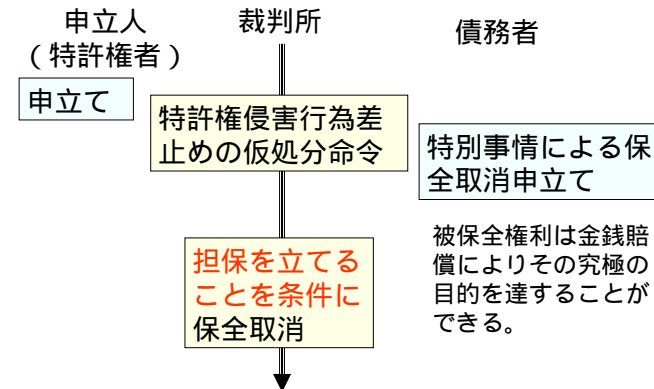 申立人
（特許権者）
裁判所
債務者
申立て
特許権侵害行為差
止めの仮処分命令
特別事情による保
全取消申立て
被保全権利は金銭賠
償によりその究極の
目的を達することが
できる。
担保を立てる
ことを条件に
保全取消